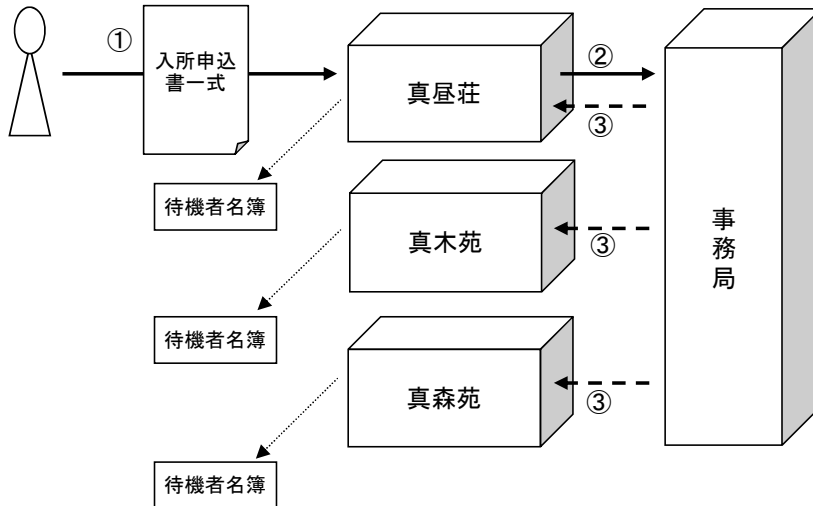 ①
入所申込
書一式
真昼荘
②
③
待機者名簿
真木苑
③
待機者名簿
真森苑
③
待機者名簿
事
務
局